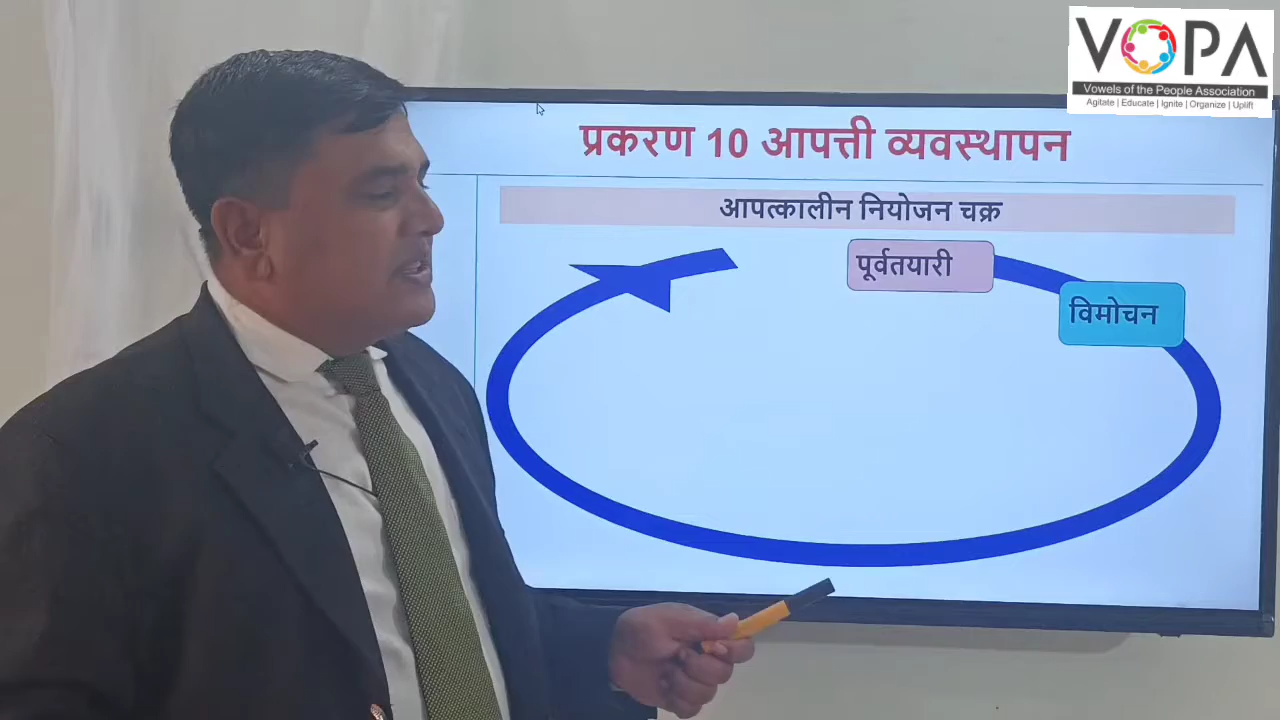 VOPA
Vowels of the People Association
Agitate | Educate | Ignite | Organize | Uplift
प्रकरण 10 आपत्ती व्यवस्थापन
आपत्कालीन नियोजन चक्र
पूर्वतयारी
विमोचन